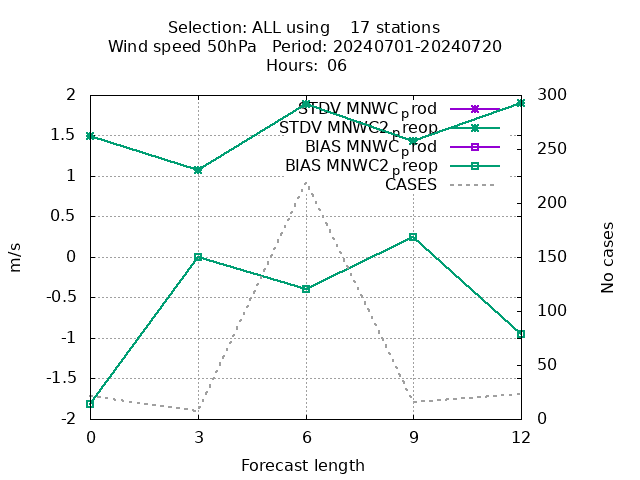 Selection: ALL using    17 stations
Wind speed 50hPa   Period: 20240701-20240720
Hours: 06
STDV MNWC_prod
STDV MNWC2_preop
BIAS MNWC_prod
BIAS MNWC2_preop
CASES
2
1.5
1
0.5
0
-0.5
-1
-1.5
-2
m/s
300
250
200
150
100
50
0
No cases
0 3 6 9 12
Forecast length